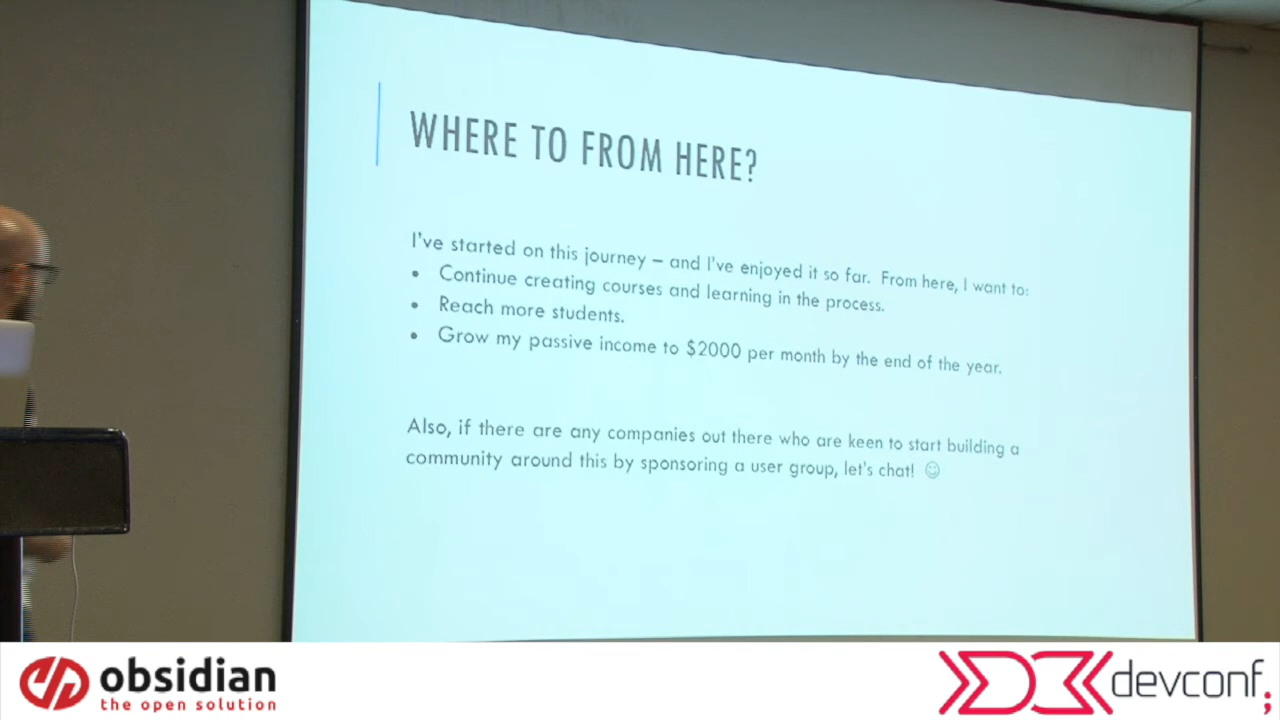 WHERE TO FROM HERE?
I've started on this journey – and I've enjoyed it so far. From here, I want to:
• Continue creating courses and learning in the process.
• Reach more students.
• Grow my passive income to $2000 per month by the end of the year.
Also, if there are any companies out there who are keen to start building a
community around this by sponsoring a user group, let's chat! ☺
obsidian
the open solution
devconf;